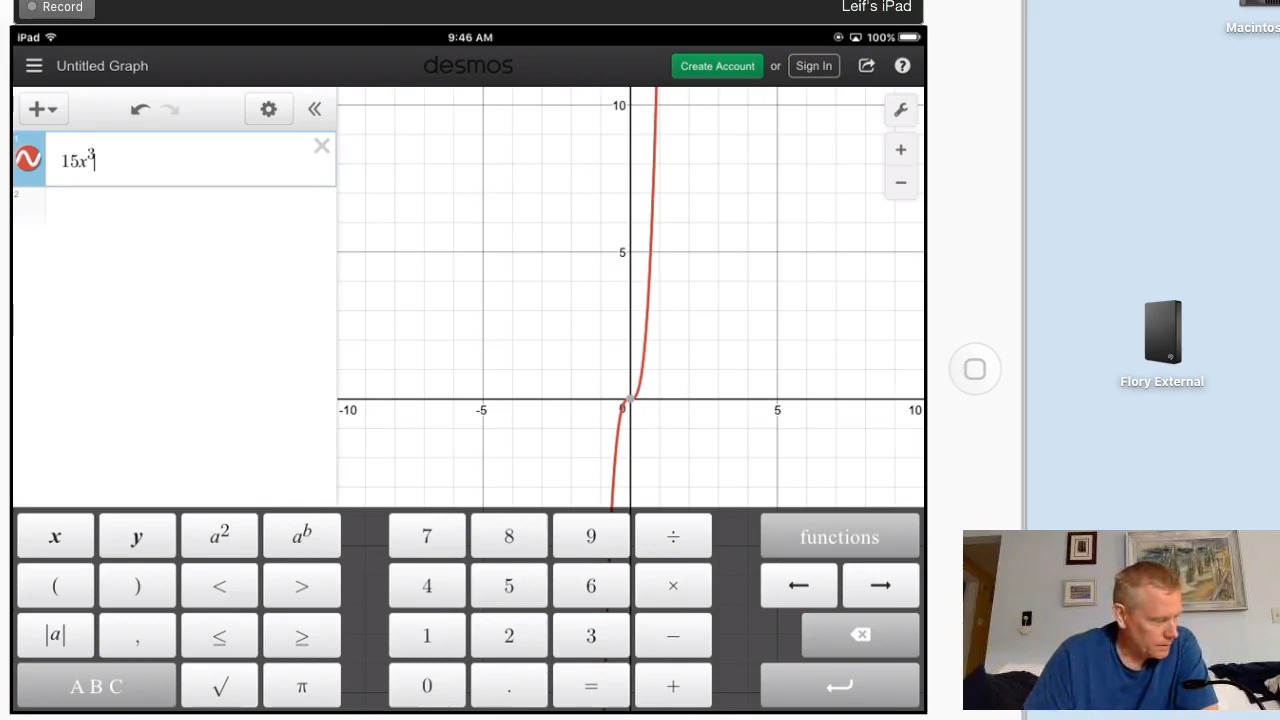 Record
Leif's iPad
iPad
9:46 AM
100%
Untitled Graph
desmos
Create Account
or
Sign In
?
1
15x³
2
10
5
-10
-5
0
5
10
+
−
x y a² aᵇ
7 8 9 ÷
functions
( ) < >
4 5 6 ×
← →
|a| , ≤ ≥
1 2 3 −
A B C √ π
0 . = +
Flory External